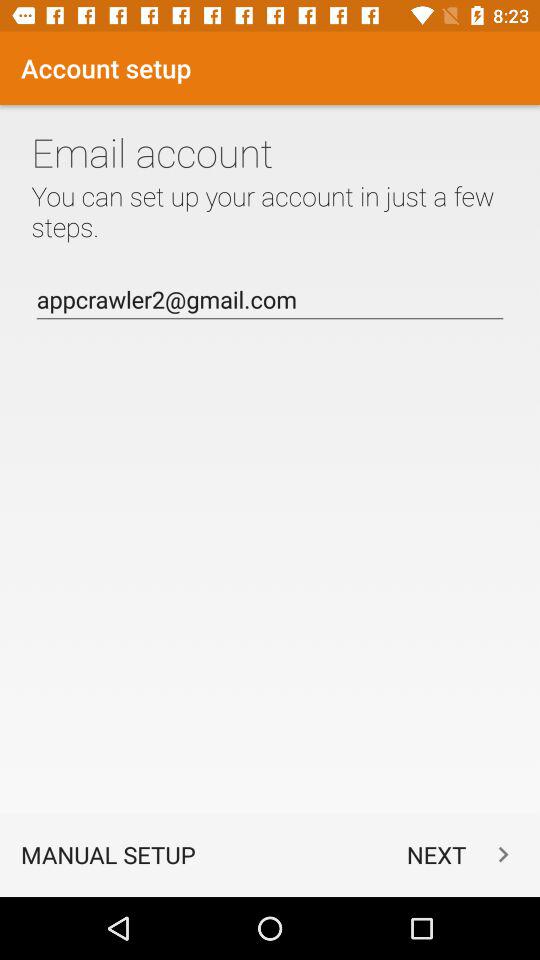 8:23
Account setup
Email account
You can set up your account in just a few
steps.
appcrawler2@gmail.com
MANUAL SETUP
NEXT